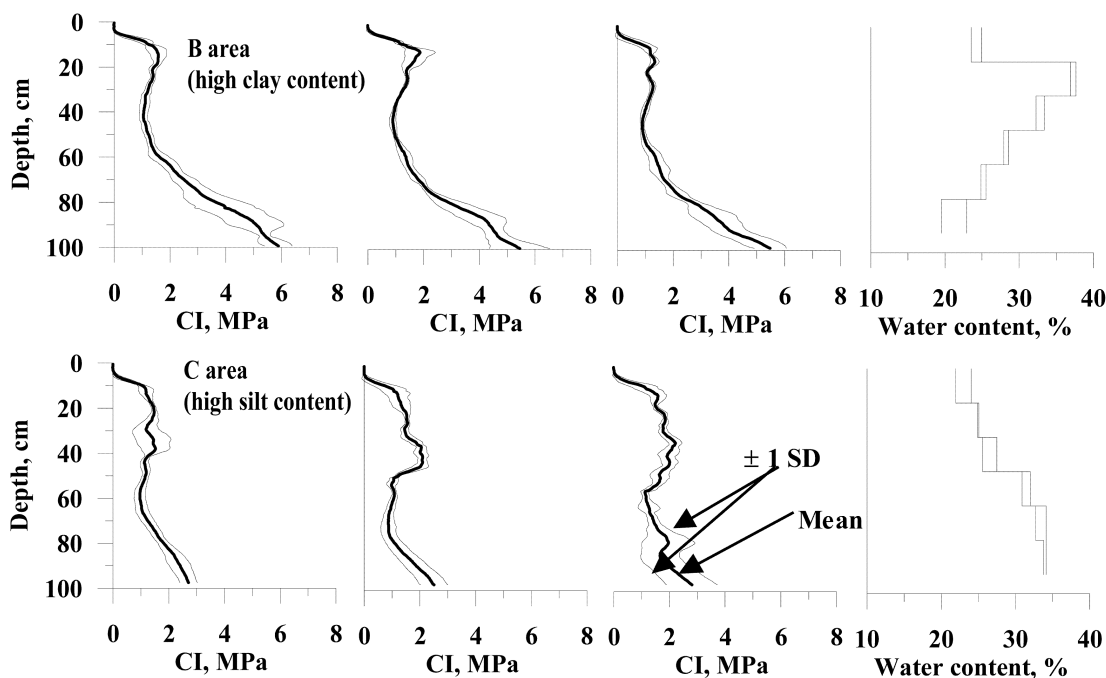 0
20
40
60
80
100
Depth, cm
B area
(high clay content)
0 2 4 6 8
CI, MPa
0 2 4 6 8
CI, MPa
0 2 4 6 8
CI, MPa
10 20 30 40
Water content, %
0
20
40
60
80
100
Depth, cm
C area
(high silt content)
± 1 SD
Mean
0 2 4 6 8
CI, MPa
0 2 4 6 8
CI, MPa
0 2 4 6 8
CI, MPa
10 20 30 40
Water content, %